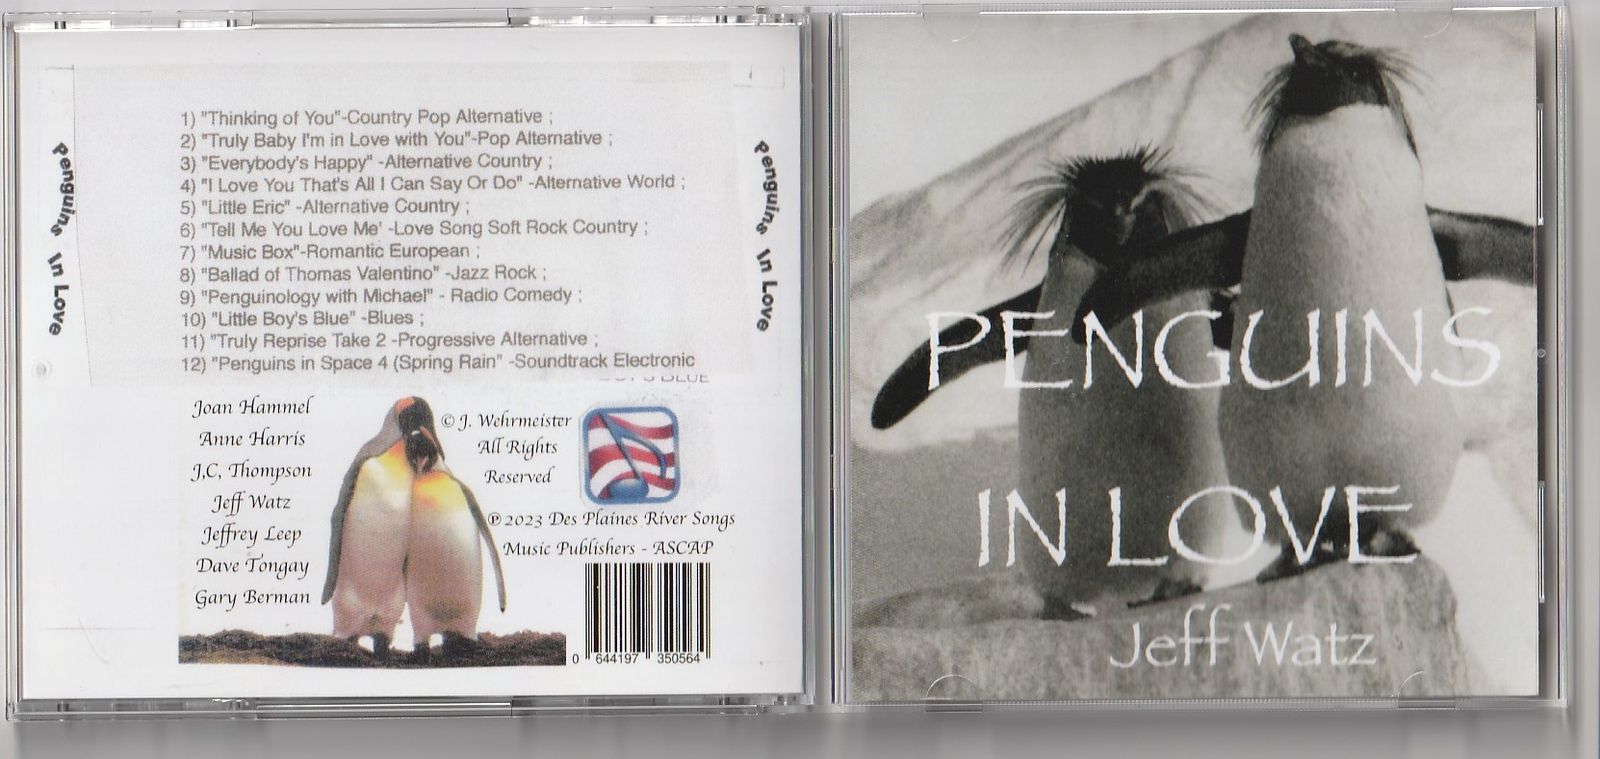 Penguins In Love
1) "Thinking of You"-Country Pop Alternative ;
2) "Truly Baby I'm in Love with You"-Pop Alternative ;
3) "Everybody's Happy" -Alternative Country ;
4) "I Love You That's All I Can Say Or Do" -Alternative World ;
5) "Little Eric" -Alternative Country ;
6) "Tell Me You Love Me' -Love Song Soft Rock Country ;
7) "Music Box"-Romantic European ;
8) "Ballad of Thomas Valentino" -Jazz Rock ;
9) "Penguinology with Michael" - Radio Comedy ;
10) "Little Boy's Blue" -Blues ;
11) "Truly Reprise Take 2 -Progressive Alternative ;
12) "Penguins in Space 4 (Spring Rain" -Soundtrack Electronic
Penguins In Love
Joan Hammel
Anne Harris
J,C, Thompson
Jeff Watz
Jeffrey Leep
Dave Tongay
Gary Berman
© J. Wehrmeister
All Rights
Reserved
℗ 2023 Des Plaines River Songs
Music Publishers - ASCAP
0 644197 350564
PENGUINS
IN LOVE
Jeff Watz